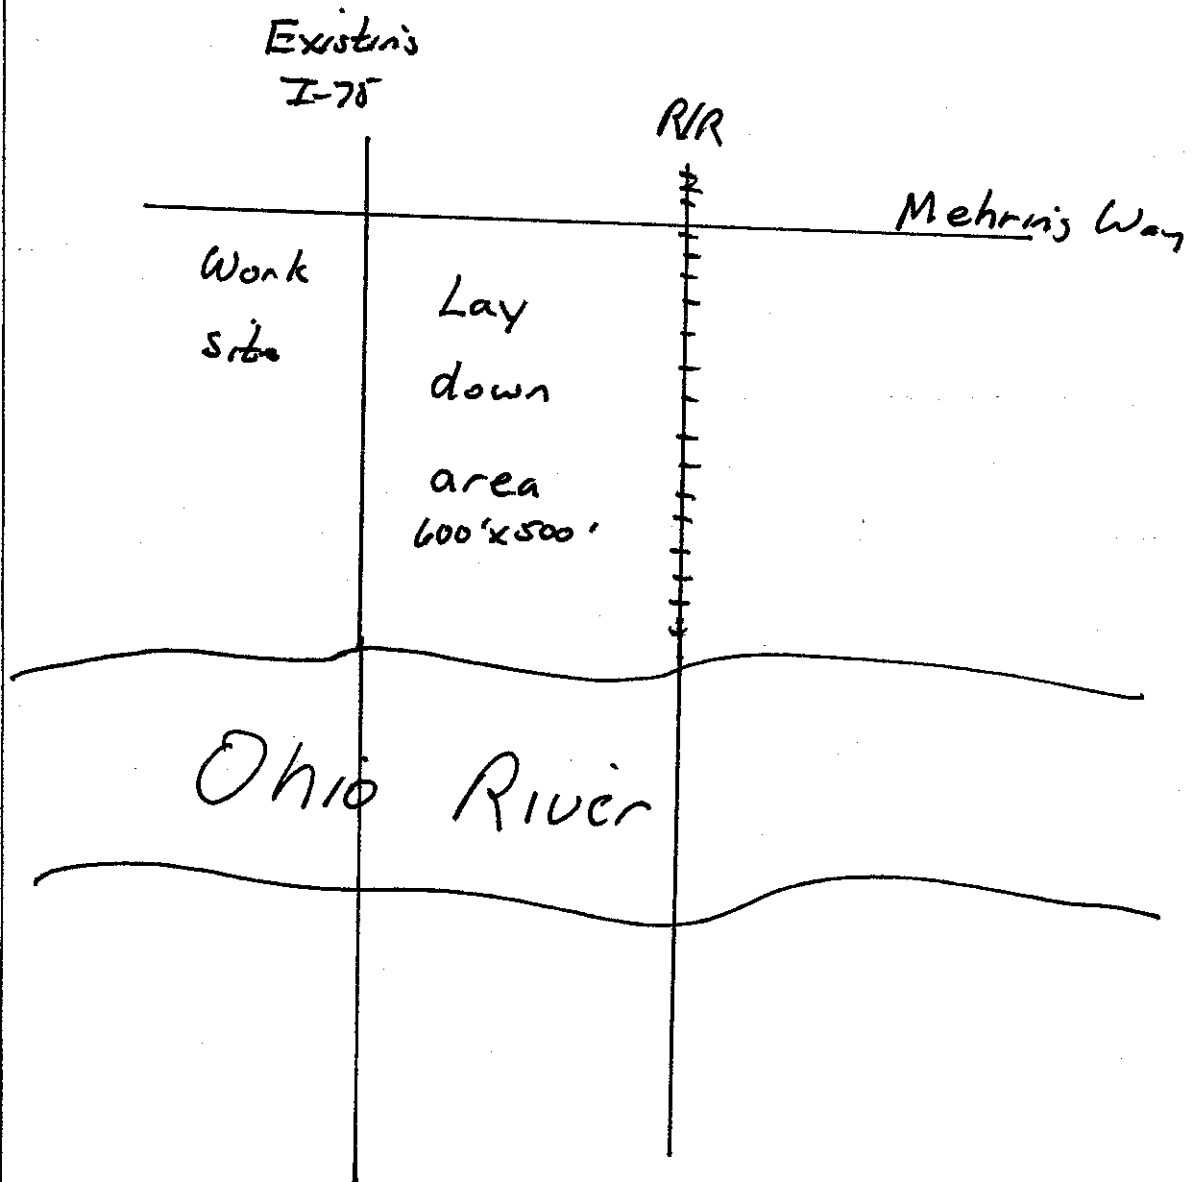 Existing
I-75
R/R
Mehring Way
Work
site
Lay
down
area
600'x500'
Ohio River